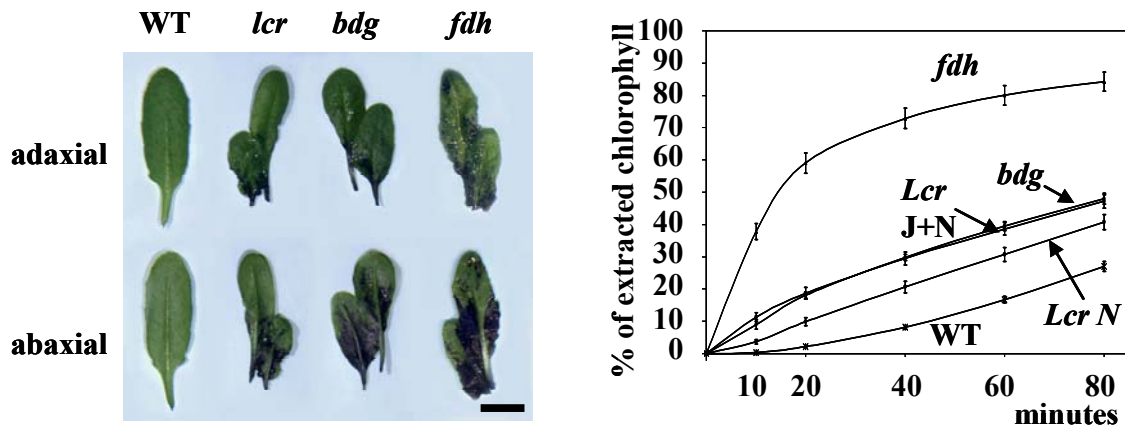 WT lcr bdg fdh
adaxial
abaxial
% of extracted chlorophyll
100
90
80
70
60
50
40
30
20
10
0
fdh
bdg
Lcr
J+N
Lcr N
WT
10 20 40 60 80
minutes